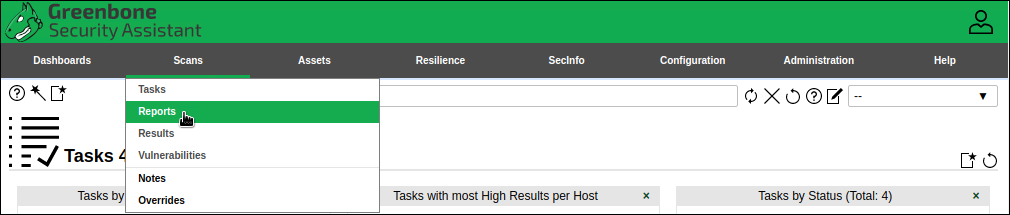 Greenbone
Security Assistant
Dashboards Scans Assets Resilience SecInfo Configuration Administration Help
Tasks
Reports
--
Results
Vulnerabilities
Tasks 4
Notes
Tasks by Tasks with most High Results per Host × Tasks by Status (Total: 4) ×
Overrides